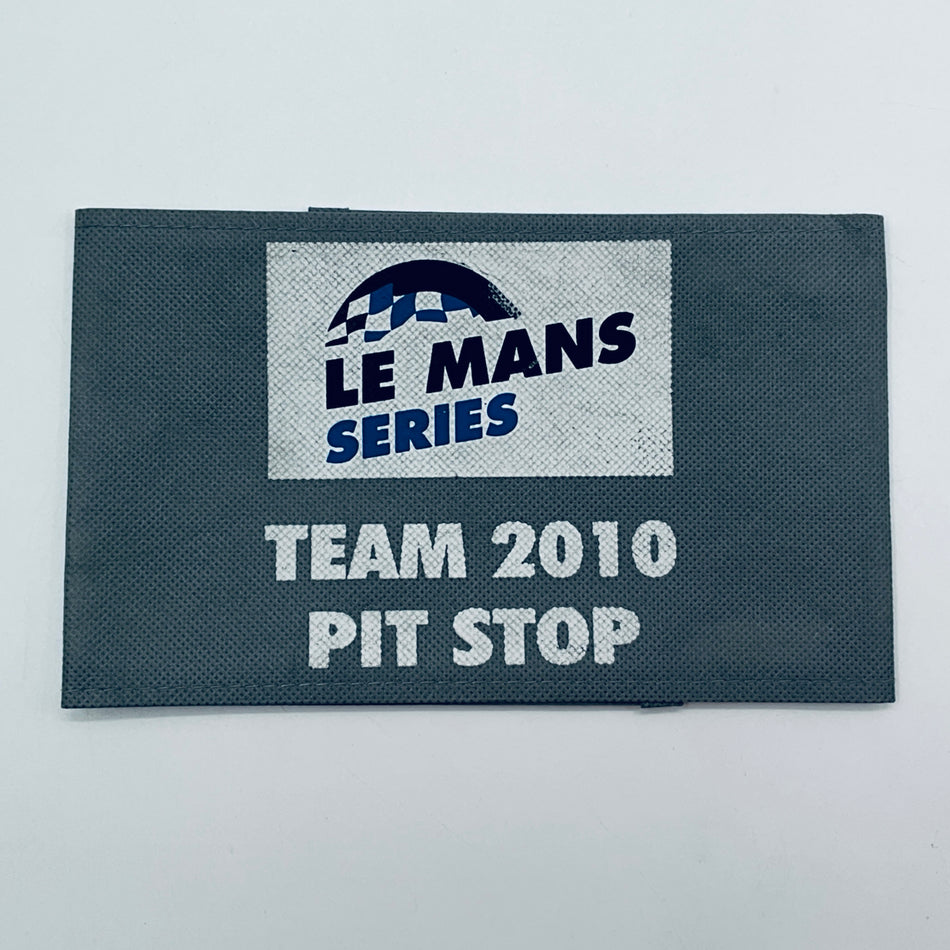 LE MANS
SERIES
TEAM 2010
PIT STOP